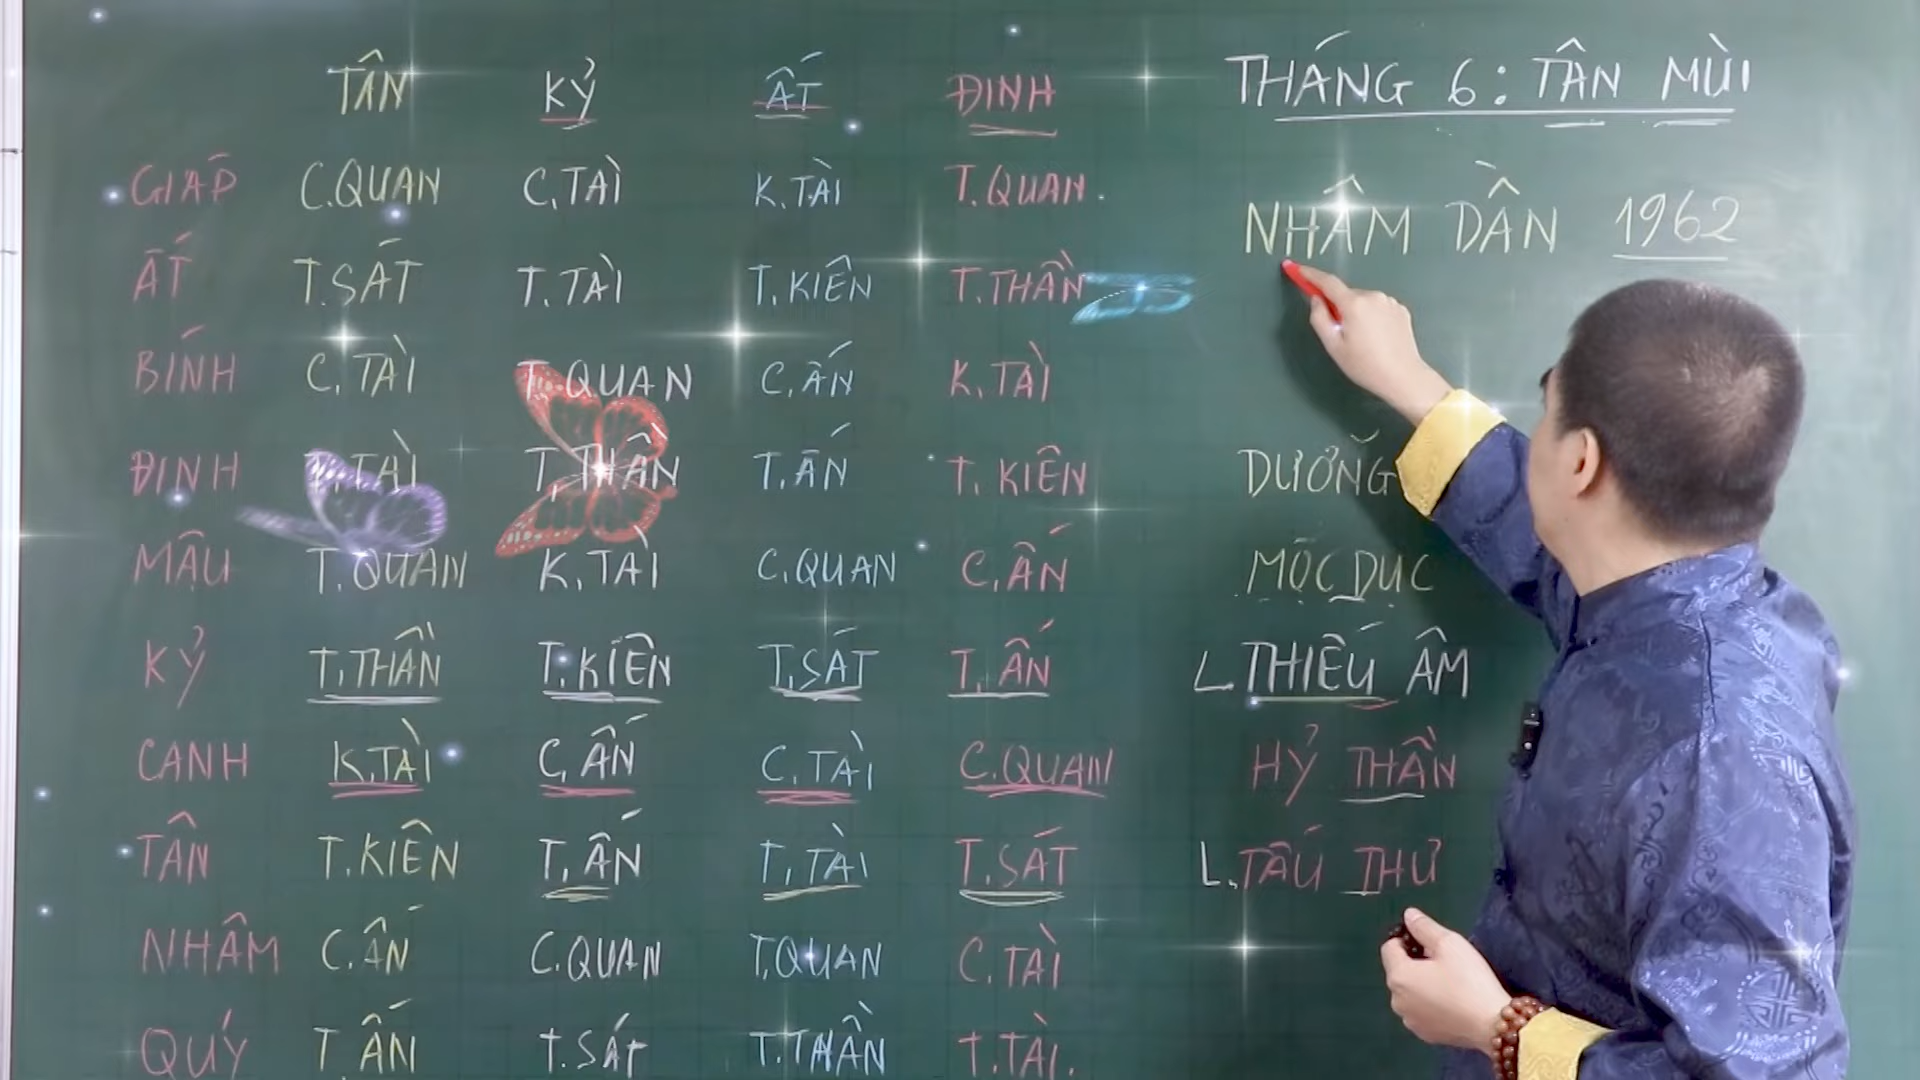 TÂN KỶ ẤT ĐINH
GIÁP C.QUAN C.TÀI K.TÀI T.QUAN.
ẤT T.SÁT T.TÀI T.KIÊN T.THẦN
BÍNH C.TÀI T.QUAN C.ẤN K.TÀI
ĐINH T.TÀI T.THẦN T.ẤN T.KIÊN
MẬU T.QUAN K.TÀI C.QUAN C.ẤN
KỶ T.THẦN T.KIÊN T.SÁT T.ẤN
CANH K.TÀI C.ẤN C.TÀI C.QUAN
TÂN T.KIÊN T.ẤN T.TÀI T.SÁT
NHÂM C.ẤN C.QUAN T.QUAN C.TÀI
QUÝ T.ẤN T.SÁT T.THẦN T.TÀI.
THÁNG 6: TÂN MÙI
NHÂM DẦN 1962
DƯỠNG
MỘC DỤC
L.THIẾU ÂM
HỶ THẦN
L.TẤU THƯ